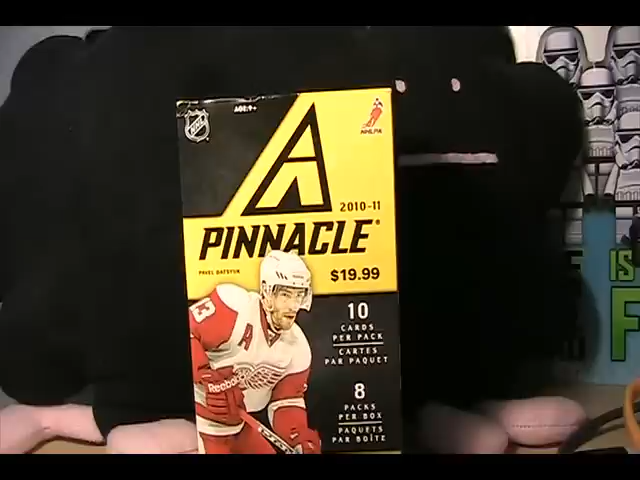 AGE:9+
NHL
NHLPA
2010-11
PINNACLE®
PAVEL DATSYUK
$19.99
13
A
Reebok
10
CARDS
PER PACK
CARTES
PAR PAQUET
8
PACKS
PER BOX
PAQUETS
PAR BOÎTE
IS
F